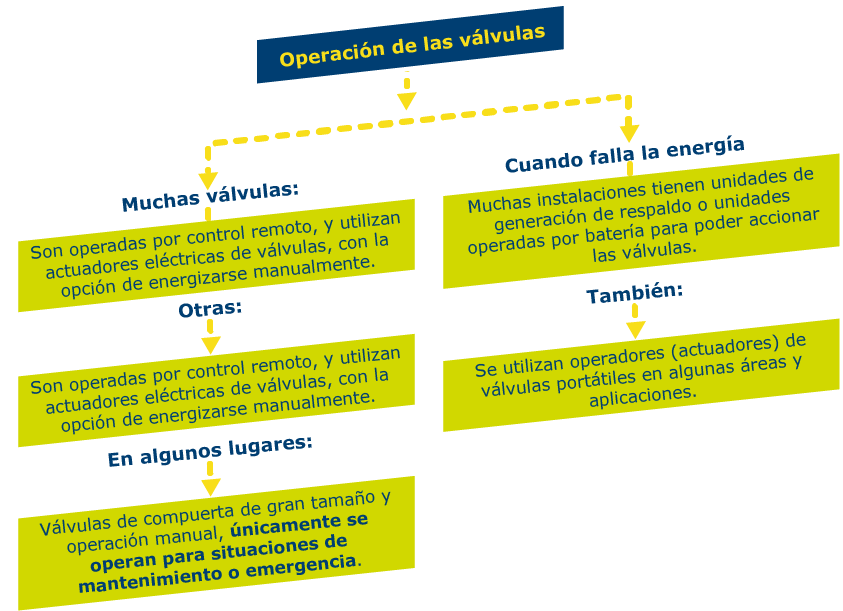 Operación de las válvulas
Muchas válvulas:
Son operadas por control remoto, y utilizan
actuadores eléctricas de válvulas, con la
opción de energizarse manualmente.
Otras:
Son operadas por control remoto, y utilizan
actuadores eléctricas de válvulas, con la
opción de energizarse manualmente.
En algunos lugares:
Válvulas de compuerta de gran tamaño y
operación manual, únicamente se
operan para situaciones de
mantenimiento o emergencia.
Cuando falla la energía
Muchas instalaciones tienen unidades de
generación de respaldo o unidades
operadas por batería para poder accionar
las válvulas.
También:
Se utilizan operadores (actuadores) de
válvulas portátiles en algunas áreas y
aplicaciones.